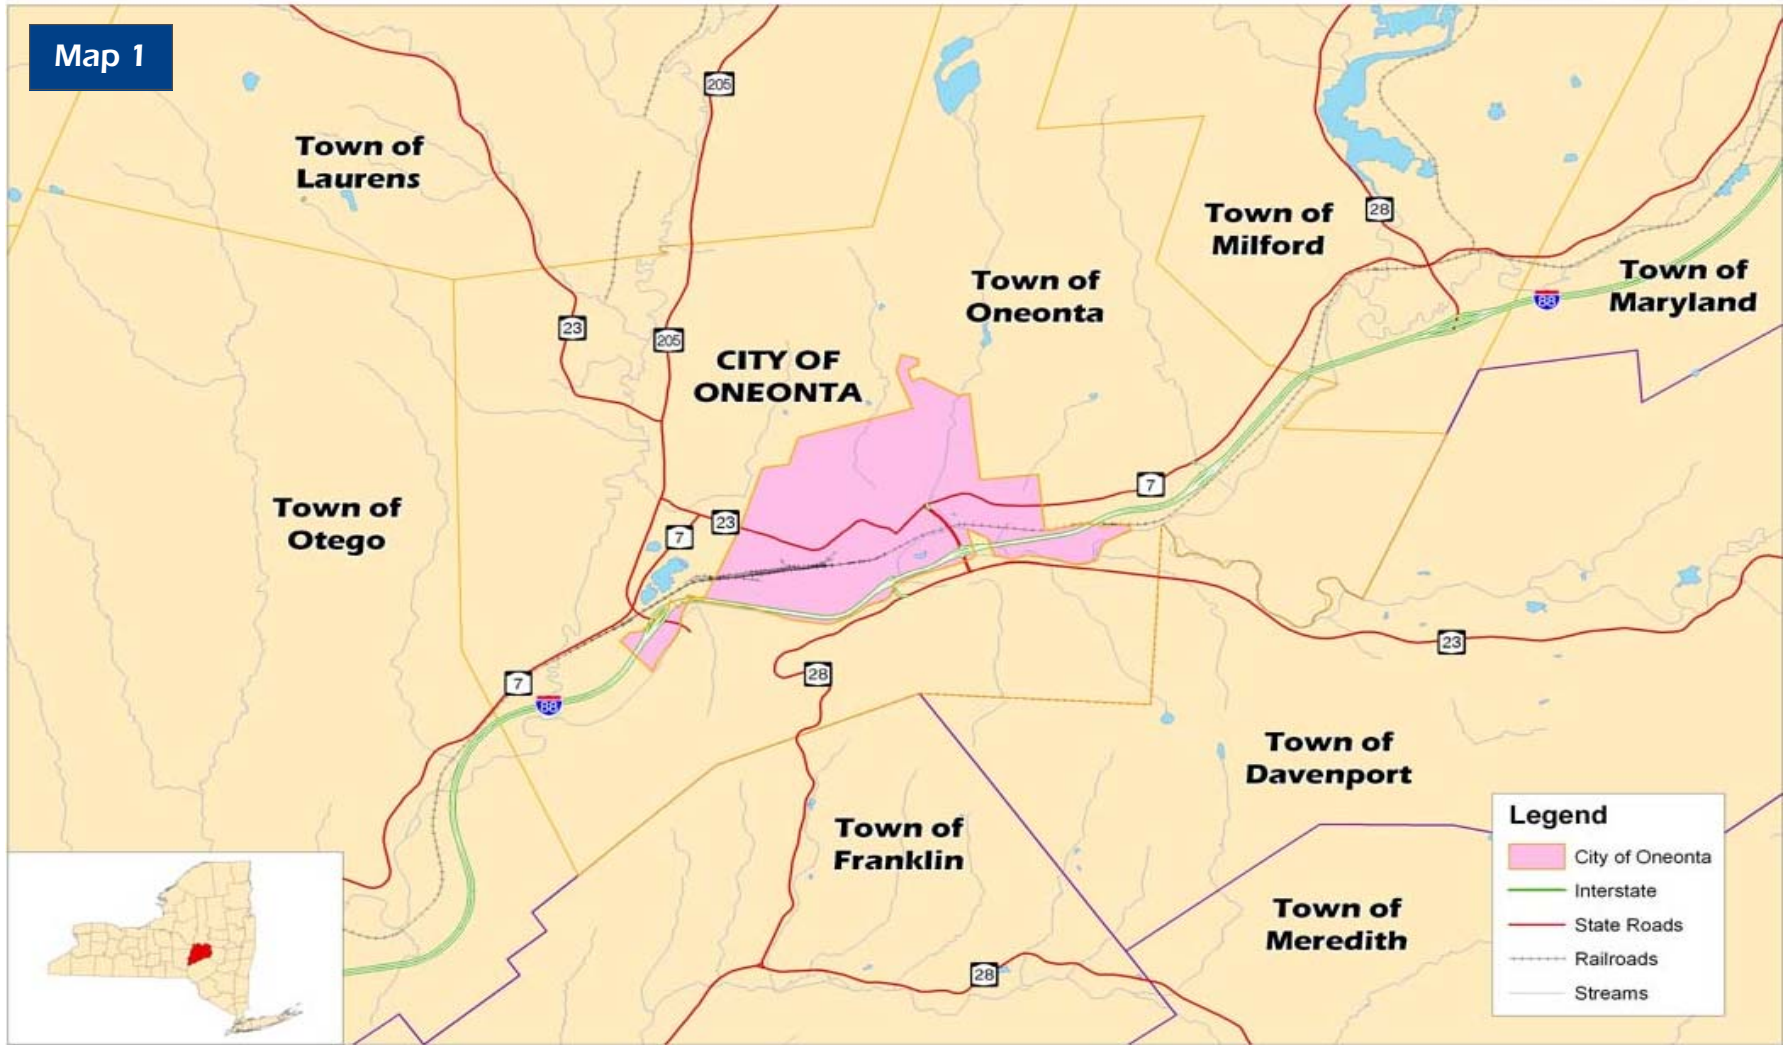 Map 1
205
Town of
Laurens
28
Town of
Milford
Town of
Oneonta
Town of
Maryland
88
23
205
CITY OF
ONEONTA
7
Town of
Otego
23
7
23
28
7
88
Town of
Davenport
Town of
Franklin
Town of
Meredith
28
Legend
City of Oneonta
Interstate
State Roads
Railroads
Streams